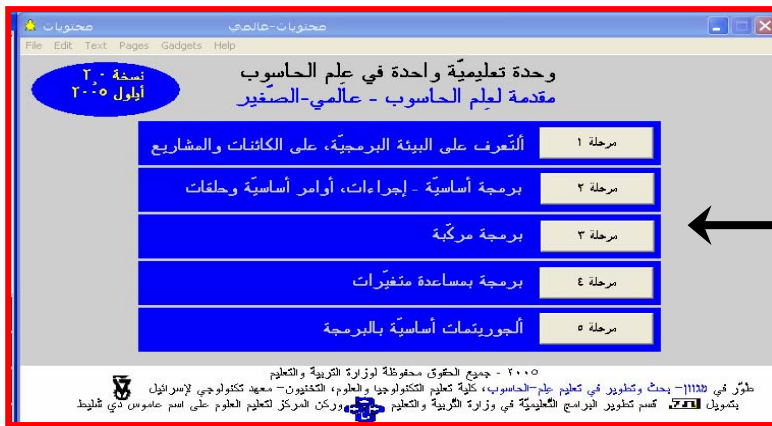 محتويات-عالمي محتويات
File Edit Text Pages Gadgets Help
وحدة تعليميّة واحدة في علم الحاسوب
مقدمة لعلم الحاسوب - عالمي-الصّغير
نسخة ٢.٠
أيلول ٢٠٠٥
مرحلة ١ ألتّعرف على البيئة البرمجيّة، على الكائنات والمشاريع
مرحلة ٢ برمجة أساسيّة - إجراءات، أوامر أساسيّة وحلقات
مرحلة ٣ برمجة مركّبة
مرحلة ٤ برمجة بمساعدة متغيّرات
مرحلة ٥ ألجوريتمات أساسيّة بالبرمجة
٢٠٠٥ - جميع الحقوق محفوظة لوزارة التربية والتعليم
طوّر في מגוון– بحث وتطوير في تعليم علم-الحاسوب، كلية تعليم التكنولوجيا والعلوم، التخنيون– معهد تكنولوجي لإسرائيل
بتمويل קسم تطوير البرامج التّعليميّة في وزارة التّربية والتعليم وركن المركز لتعليم العلوم على اسم عاموس دي شليط